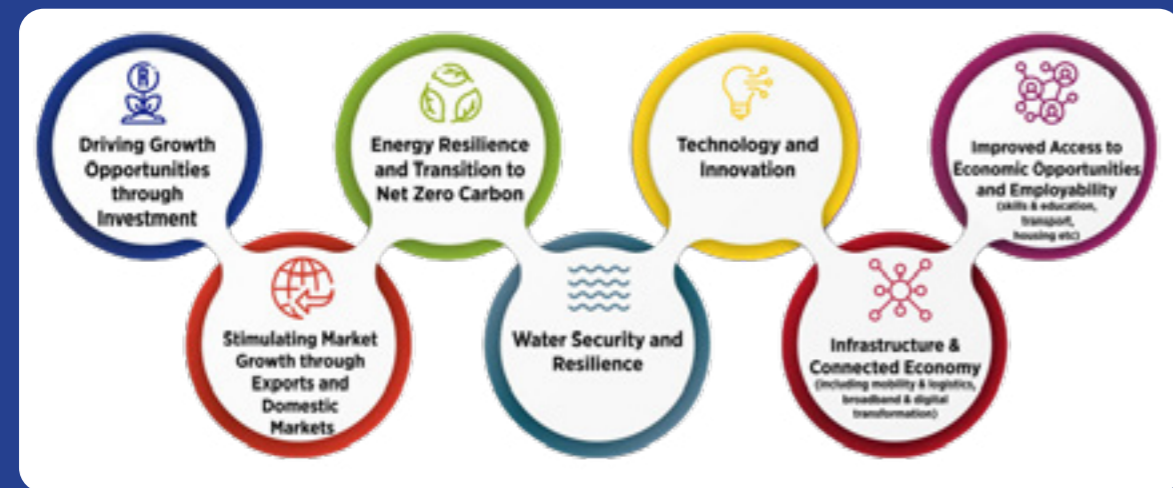 Driving Growth
Opportunities
through
Investment
Stimulating Market
Growth through
Exports and
Domestic
Markets
Energy Resilience
and Transition to
Net Zero Carbon
Water Security and
Resilience
Technology and
Innovation
Infrastructure &
Connected Economy
(including mobility & logistics,
broadband & digital
transformation)
Improved Access to
Economic Opportunities
and Employability
(skills & education,
transport,
housing etc)